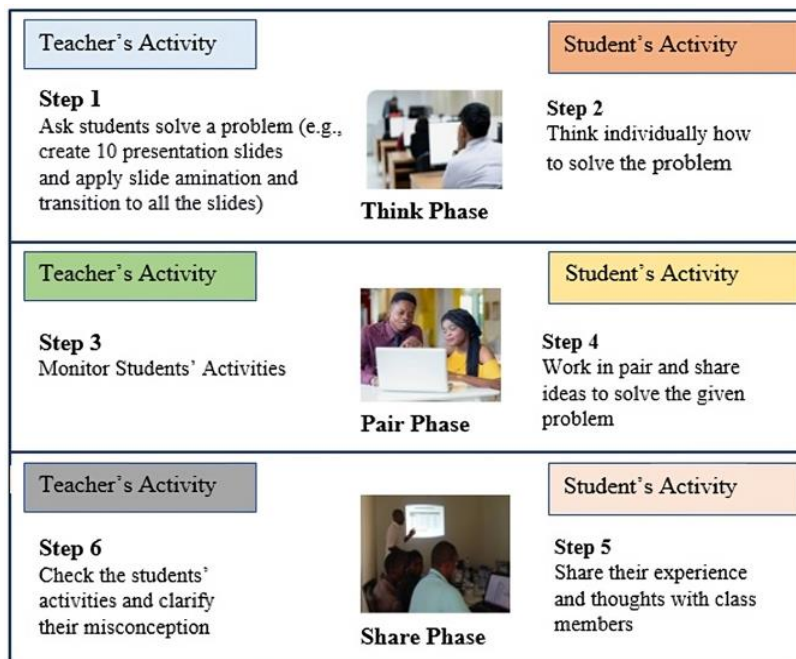 Teacher's Activity
Student's Activity
Step 1
Ask students solve a problem (e.g.,
create 10 presentation slides
and apply slide amination and
transition to all the slides)
Think Phase
Step 2
Think individually how
to solve the problem
Teacher's Activity
Student's Activity
Step 3
Monitor Students' Activities
Pair Phase
Step 4
Work in pair and share
ideas to solve the given
problem
Teacher's Activity
Student's Activity
Step 6
Check the students'
activities and clarify
their misconception
Share Phase
Step 5
Share their experience
and thoughts with class
members